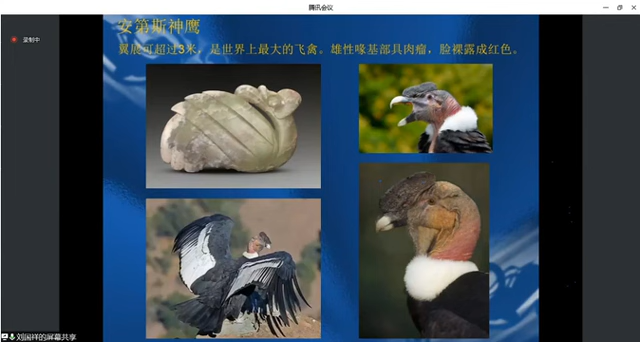 腾讯会议
录制中
安第斯神鹰
翼展可超过3米，是世界上最大的飞禽。雄性喙基部具肉瘤，脸裸露成红色。
刘国祥的屏幕共享